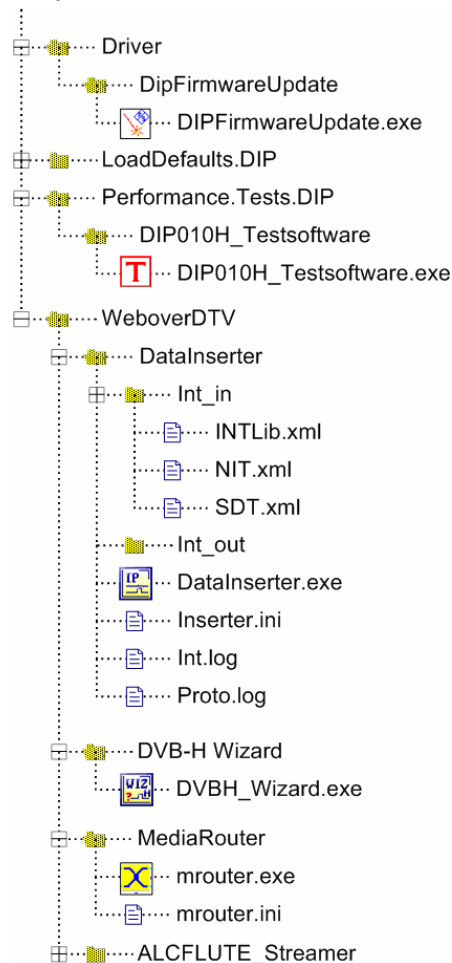 Driver
DipFirmwareUpdate
DIPFirmwareUpdate.exe
LoadDefaults.DIP
Performance.Tests.DIP
DIP010H_Testsoftware
T DIP010H_Testsoftware.exe
WeboverDTV
DataInserter
Int_in
INTLib.xml
NIT.xml
SDT.xml
Int_out
IP DataInserter.exe
Inserter.ini
Int.log
Proto.log
DVB-H Wizard
WIZ ? H DVBH_Wizard.exe
MediaRouter
mrouter.exe
mrouter.ini
ALCFLUTE_Streamer